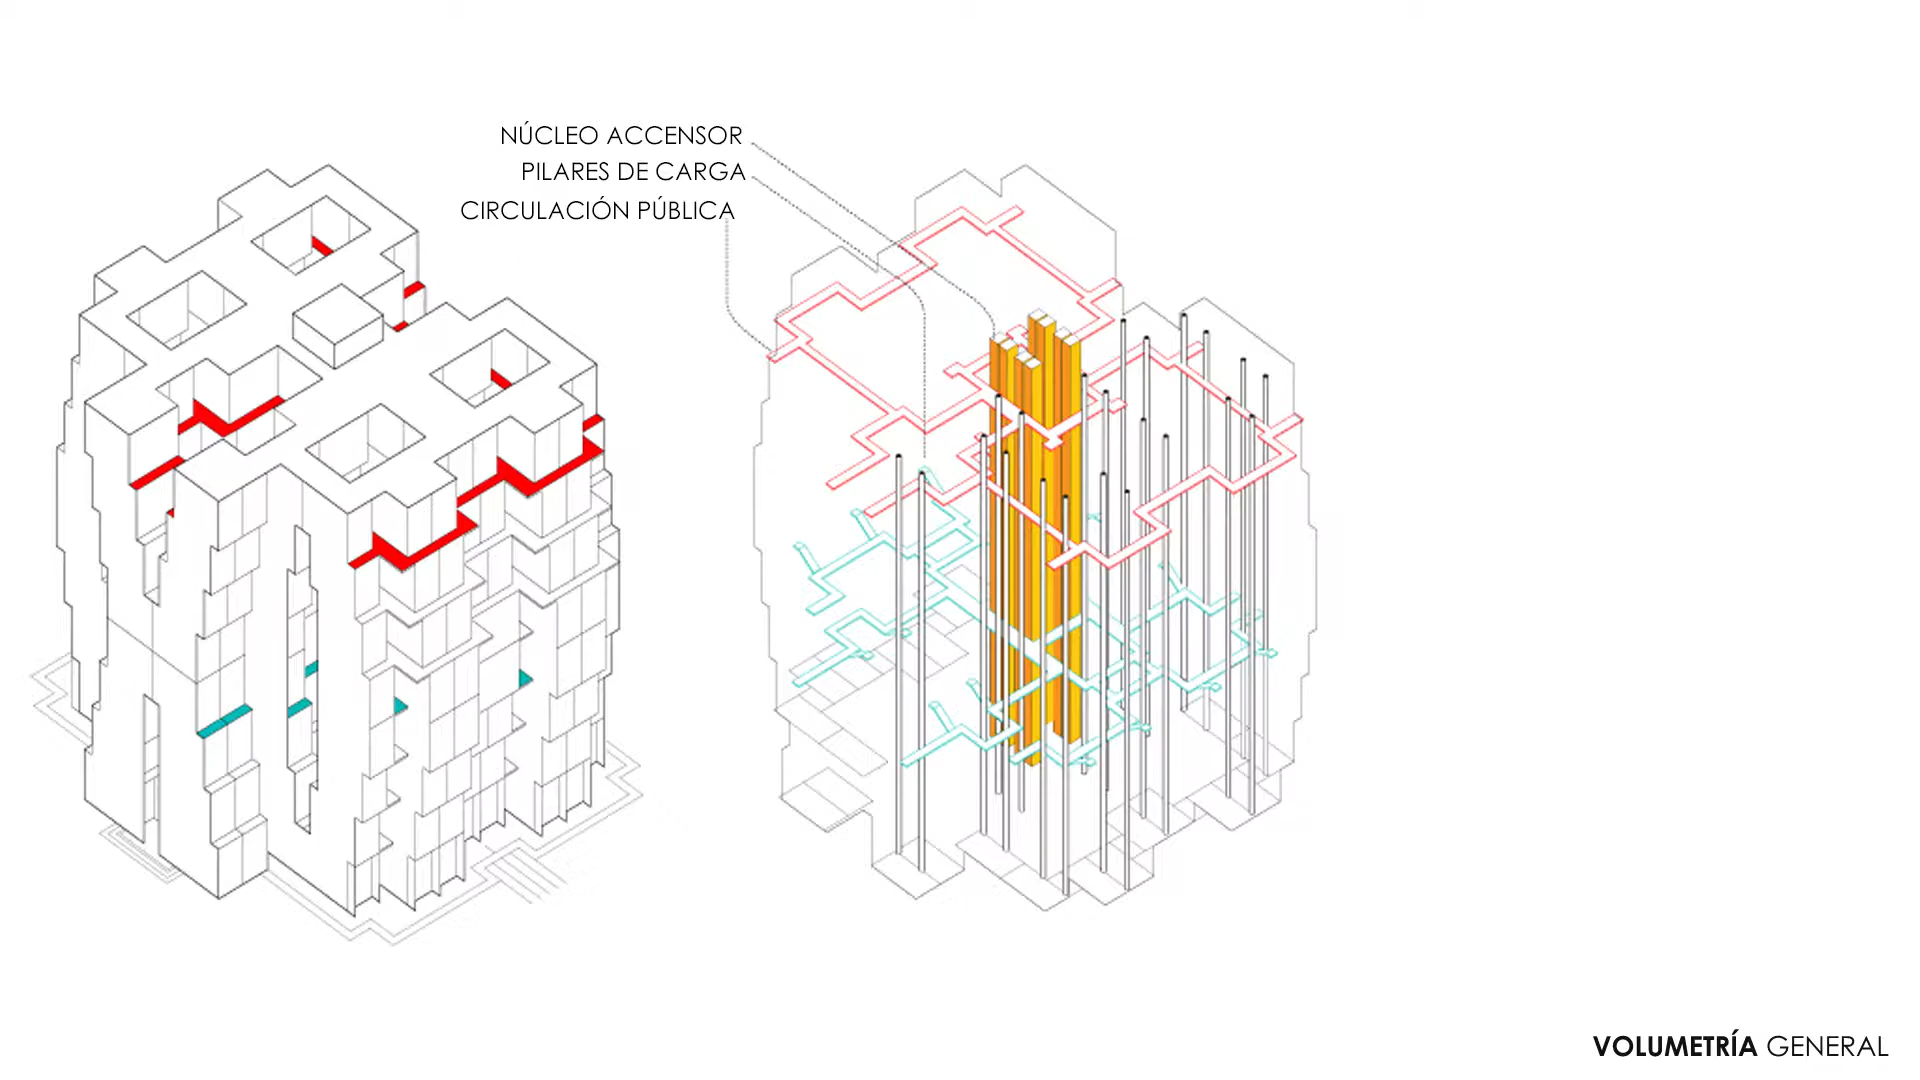 NÚCLEO ACCENSOR
PILARES DE CARGA
CIRCULACIÓN PÚBLICA
VOLUMETRÍA GENERAL